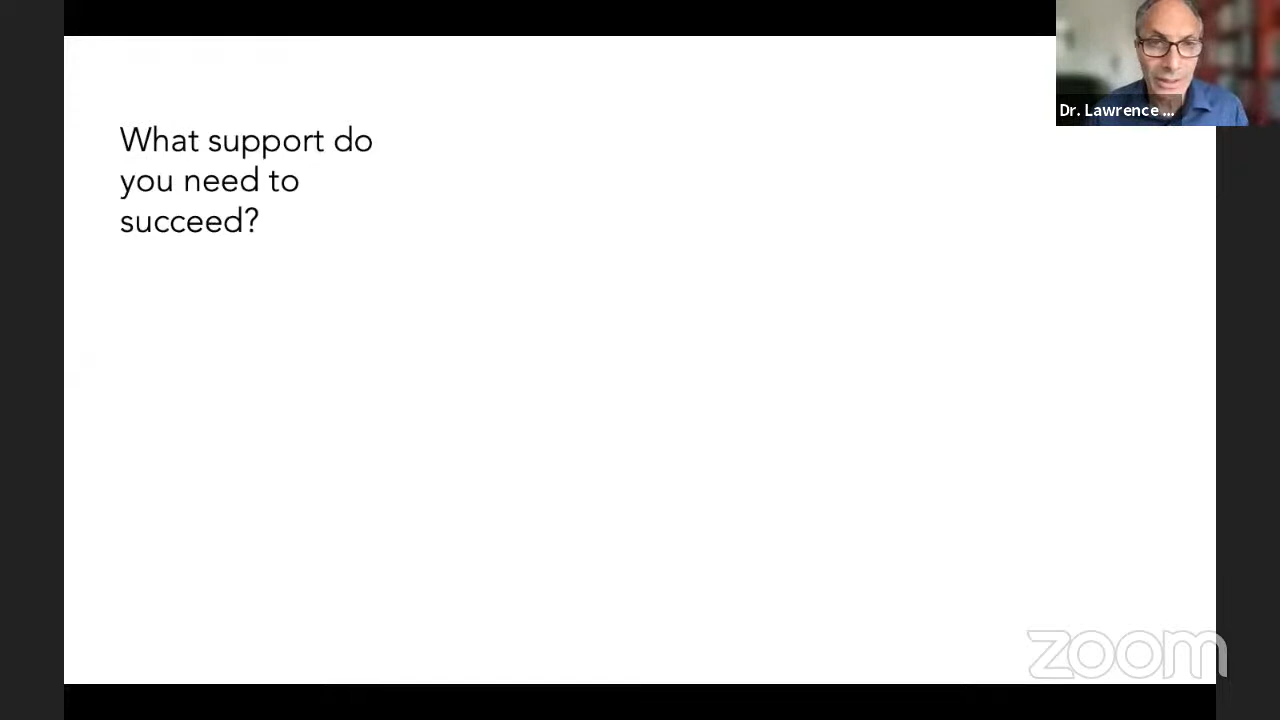 What support do
you need to
succeed?
Dr. Lawrence ...
zoom